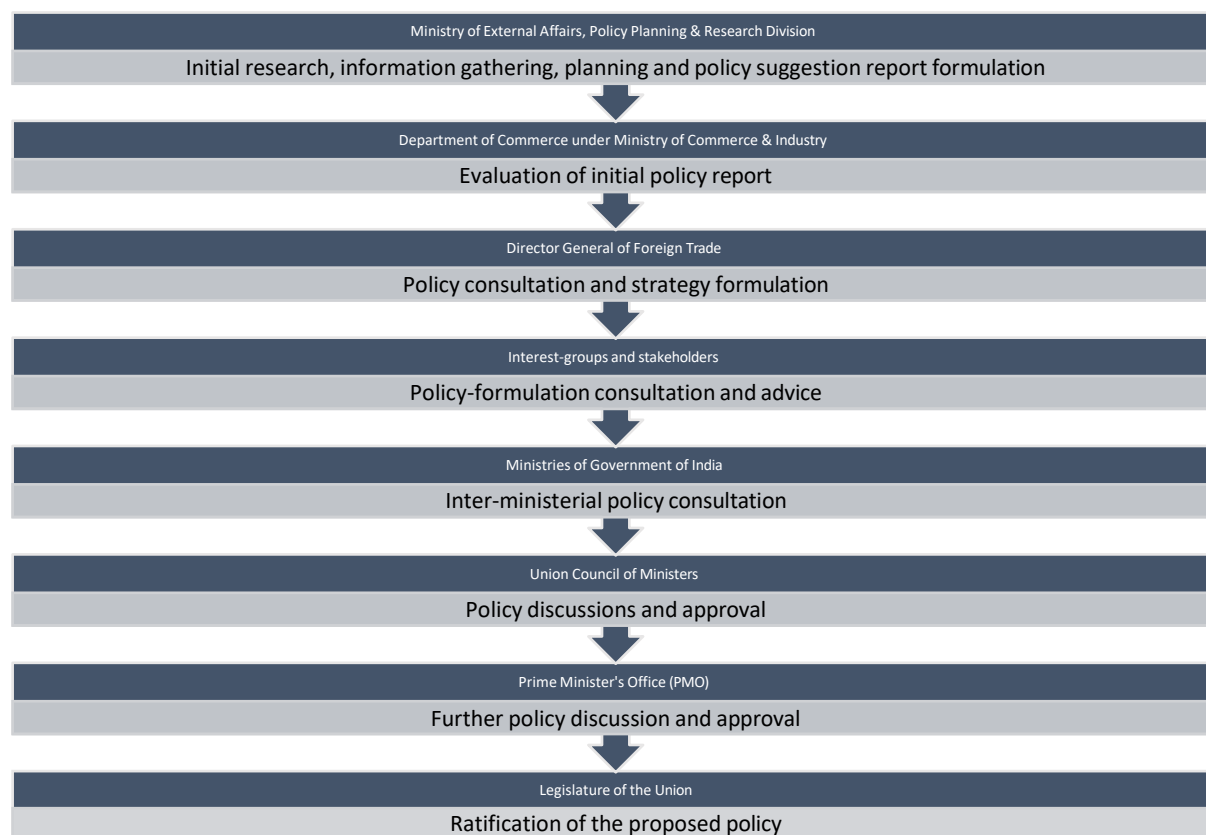 Ministry of External Affairs, Policy Planning & Research Division
Initial research, information gathering, planning and policy suggestion report formulation
Department of Commerce under Ministry of Commerce & Industry
Evaluation of initial policy report
Director General of Foreign Trade
Policy consultation and strategy formulation
Interest-groups and stakeholders
Policy-formulation consultation and advice
Ministries of Government of India
Inter-ministerial policy consultation
Union Council of Ministers
Policy discussions and approval
Prime Minister's Office (PMO)
Further policy discussion and approval
Legislature of the Union
Ratification of the proposed policy